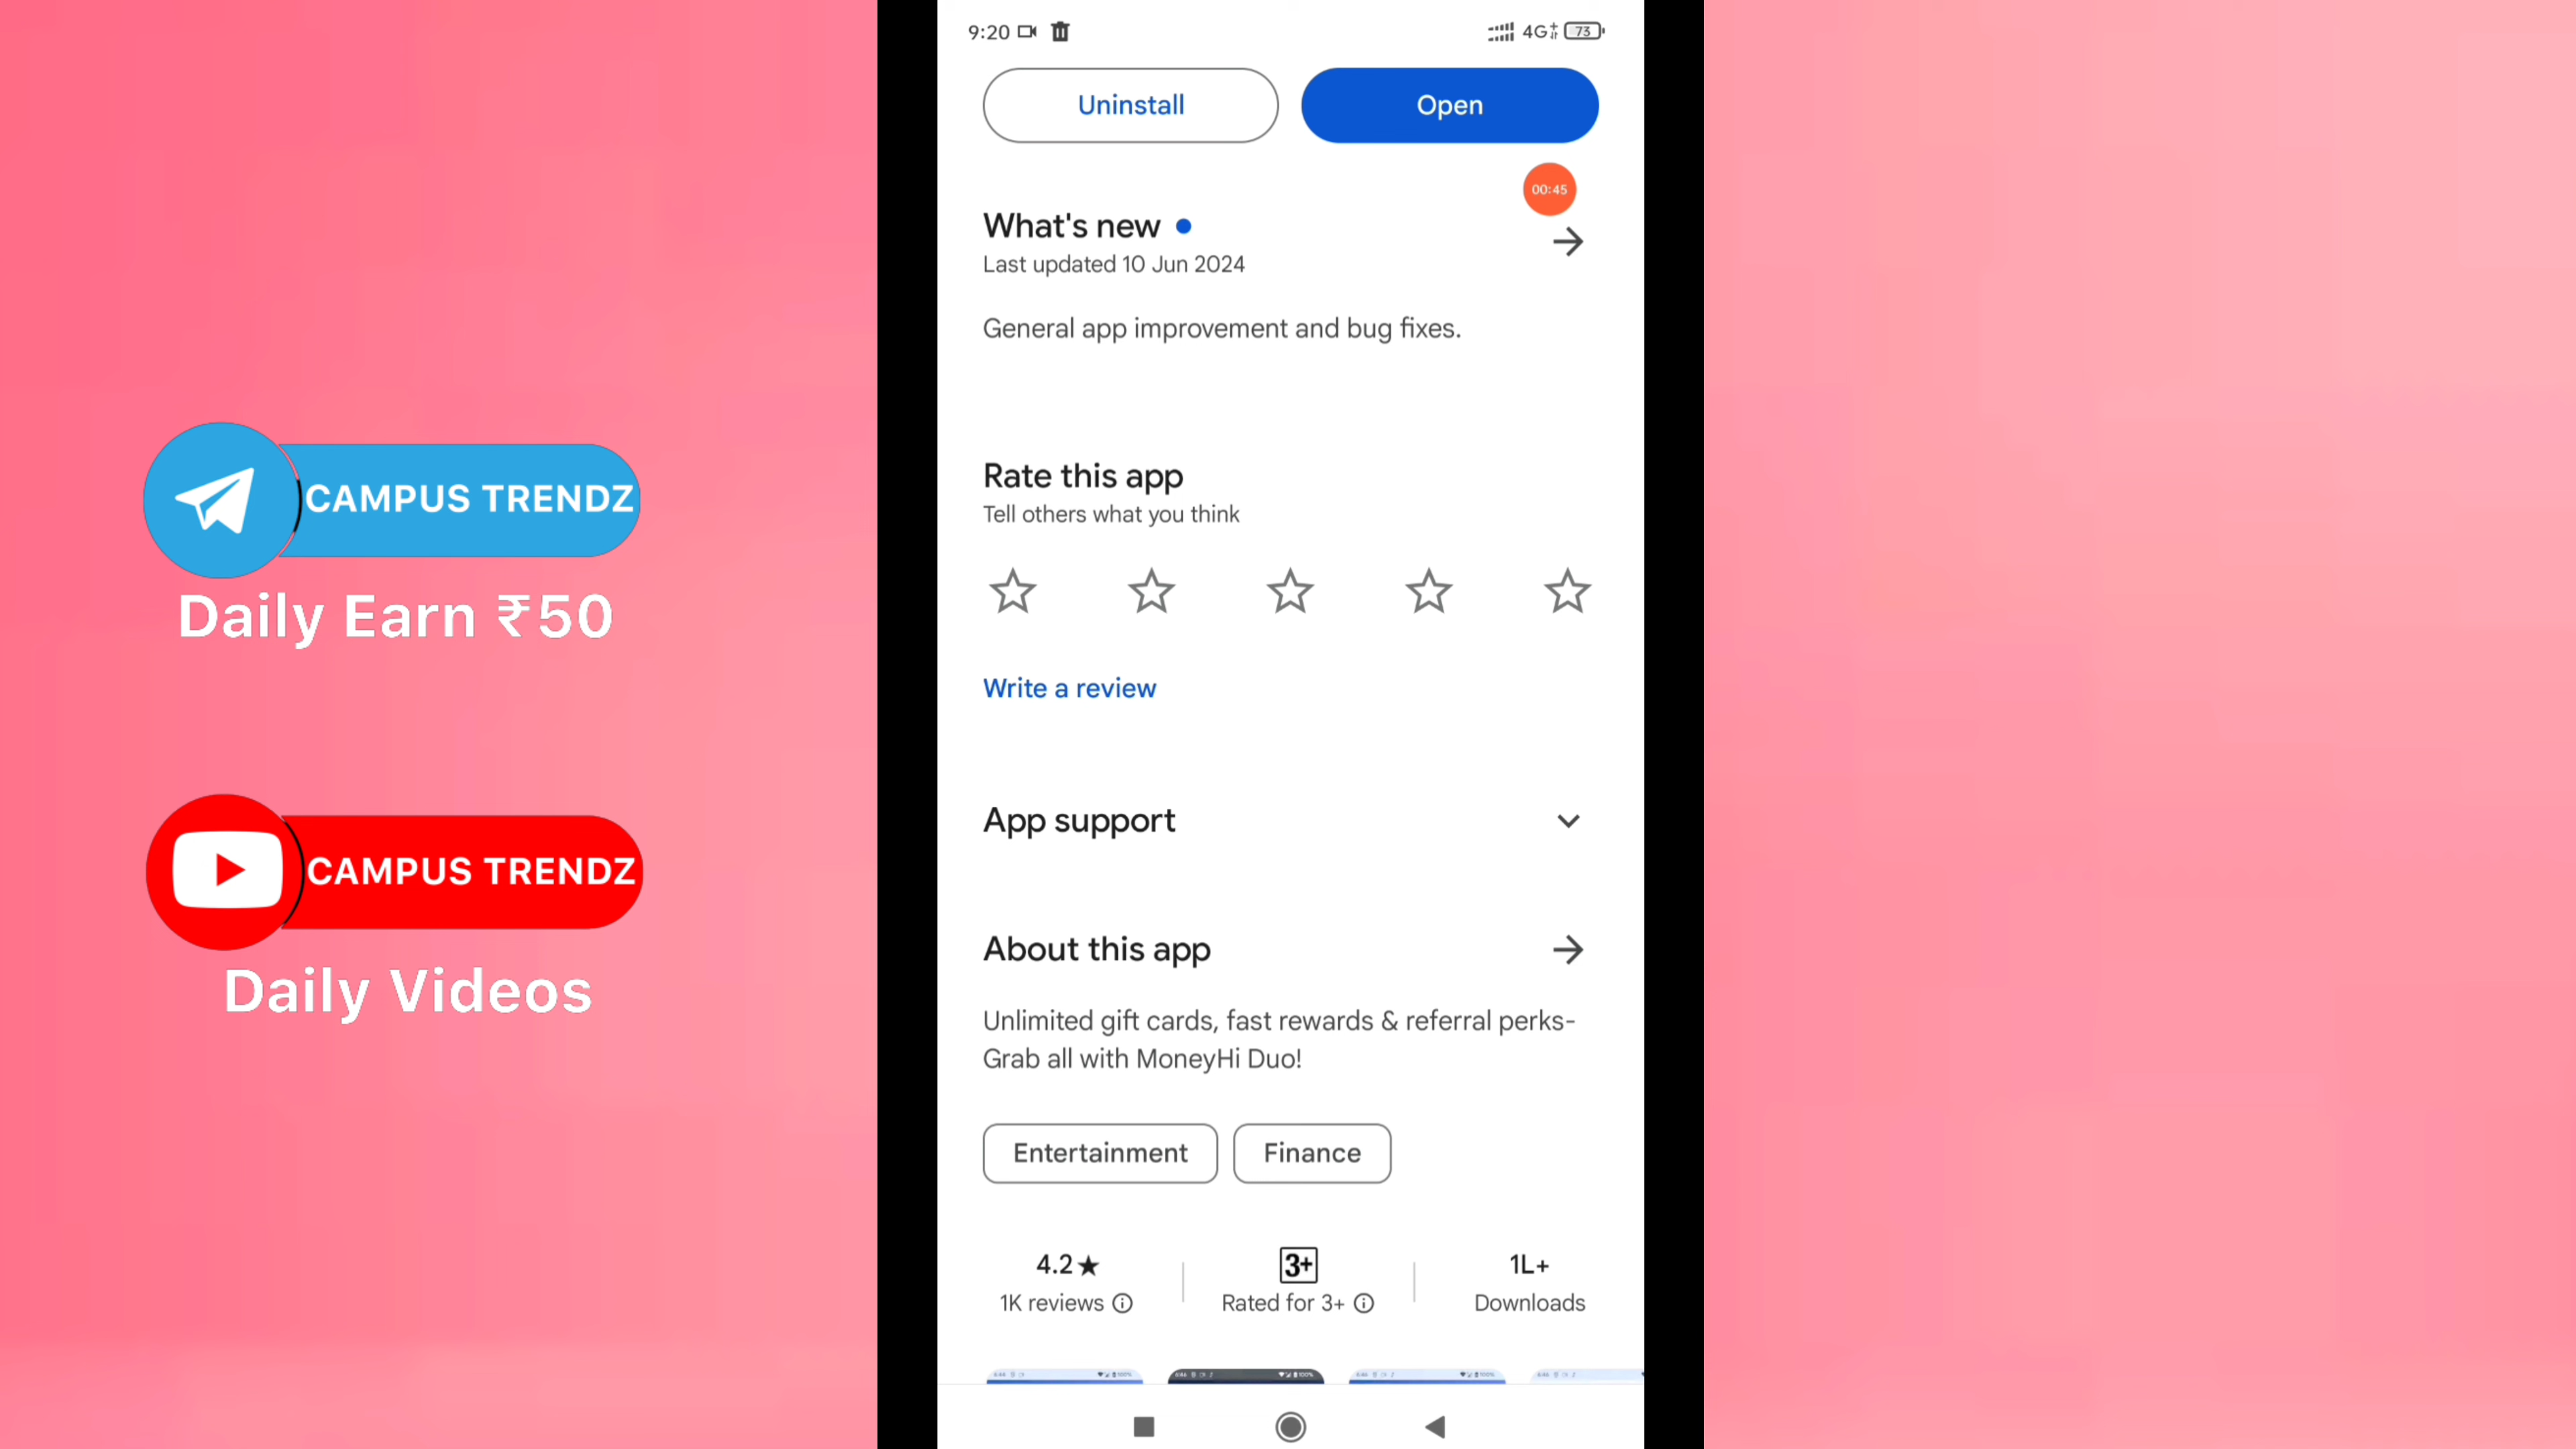 CAMPUS TRENDZ
Daily Earn ₹50
CAMPUS TRENDZ
Daily Videos
9:20
4G+
73
Uninstall
Open
00:45
What's new
Last updated 10 Jun 2024
General app improvement and bug fixes.
Rate this app
Tell others what you think
Write a review
App support
About this app
Unlimited gift cards, fast rewards & referral perks-
Grab all with MoneyHi Duo!
Entertainment
Finance
4.2★
1K reviews
3+
Rated for 3+
1L+
Downloads